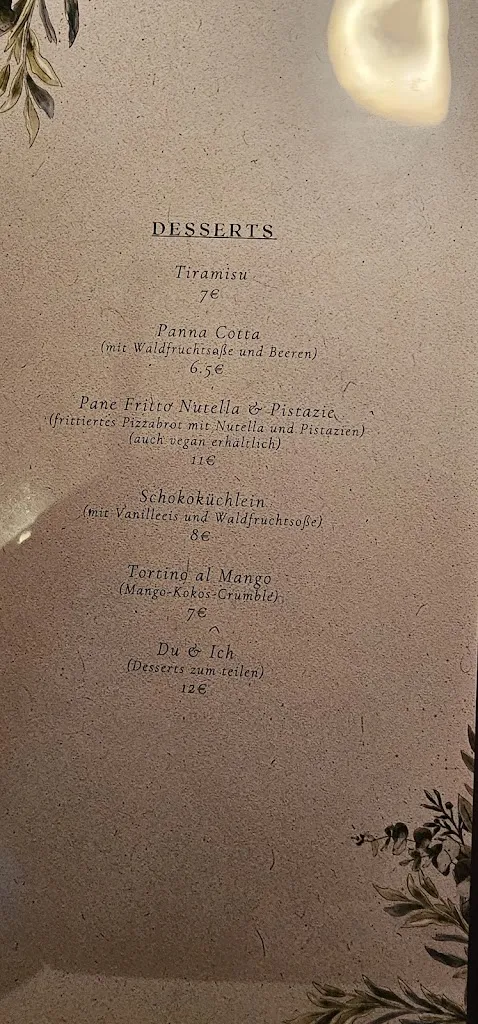 DESSERTS
Tiramisu
7€
Panna Cotta
(mit Waldfruchtsaße und Beeren)
6.5€
Pane Fritto Nutella & Pistazie
(frittiertes Pizzabrot mit Nutella und Pistazien)
(auch vegan erhältlich)
11€
Schokoküchlein
(mit Vanilleeis und Waldfruchtsoße)
8€
Tortino al Mango
(Mango-Kokos-Crumble)
7€
Du & Ich
(Desserts zum teilen)
12€